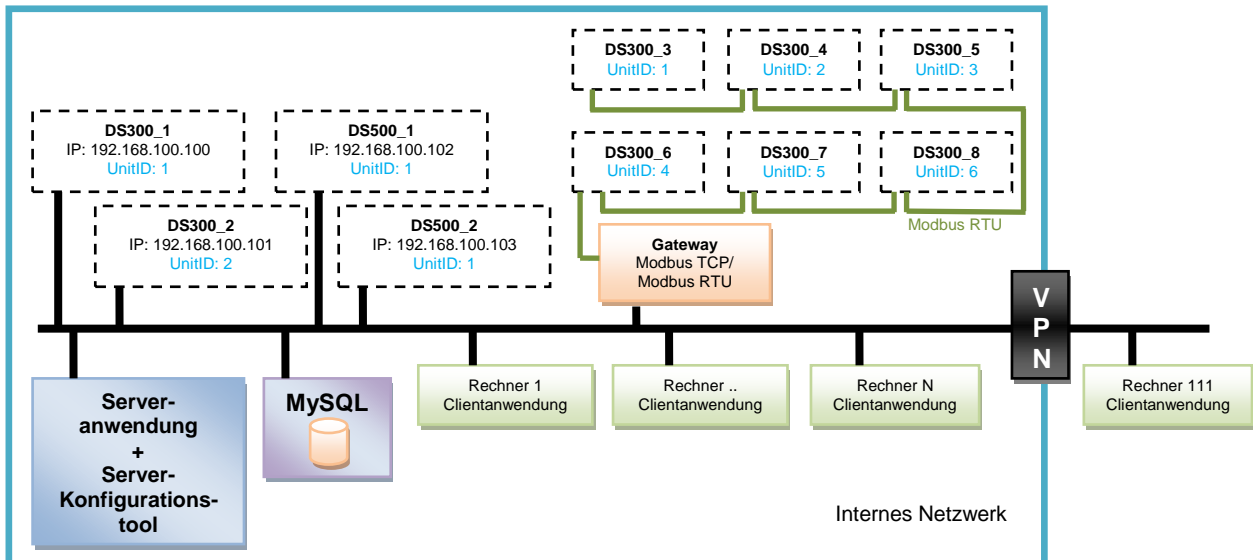 DS300_3
UnitID: 1
DS300_4
UnitID: 2
DS300_5
UnitID: 3
DS300_1
IP: 192.168.100.100
UnitID: 1
DS500_1
IP: 192.168.100.102
UnitID: 1
DS300_6
UnitID: 4
DS300_7
UnitID: 5
DS300_8
UnitID: 6
Modbus RTU
DS300_2
IP: 192.168.100.101
UnitID: 2
DS500_2
IP: 192.168.100.103
UnitID: 1
Gateway
Modbus TCP/
Modbus RTU
V
P
N
Server-
anwendung
+
Server-
Konfigurations-
tool
MySQL
Rechner 1
Clientanwendung
Rechner ..
Clientanwendung
Rechner N
Clientanwendung
Rechner 111
Clientanwendung
Internes Netzwerk